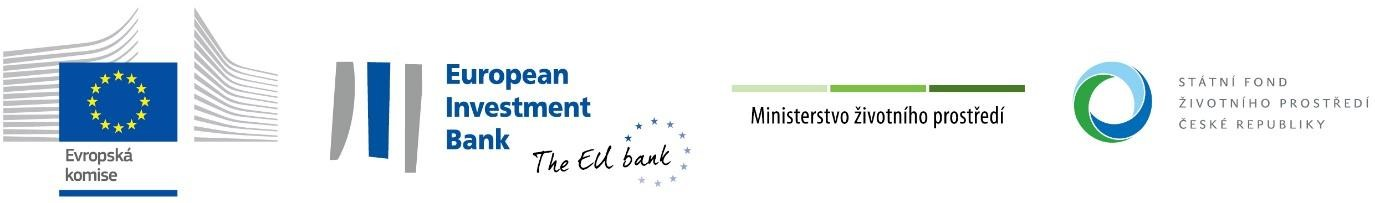 Evropská
komise
European
Investment
Bank
The EU bank
Ministerstvo životního prostředí
STÁTNÍ FOND
ŽIVOTNÍHO PROSTŘEDÍ
ČESKÉ REPUBLIKY